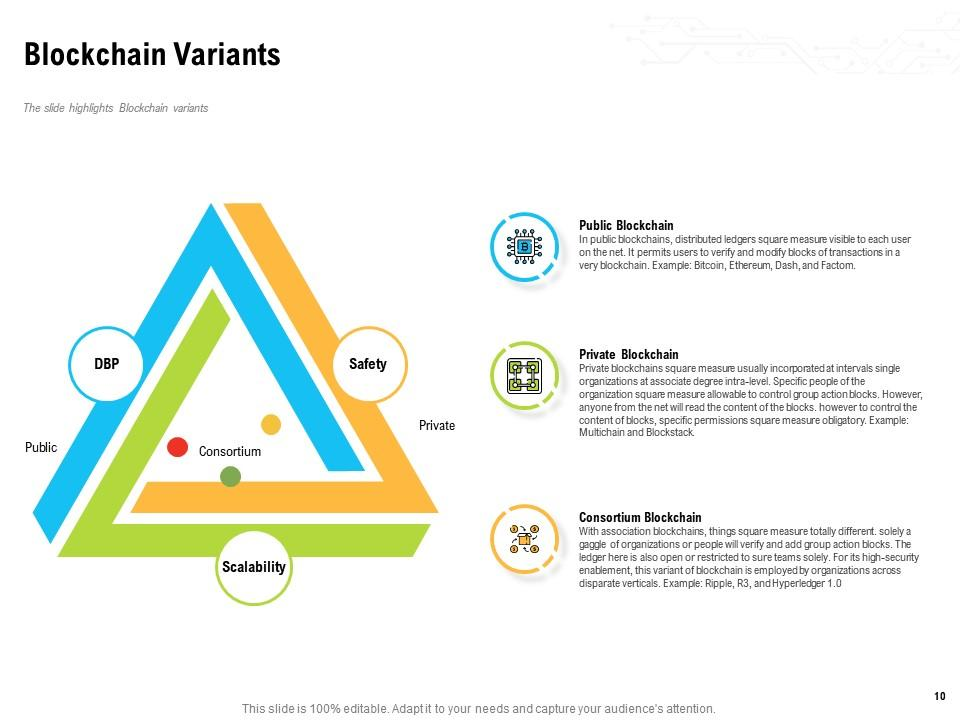 Blockchain Variants
The slide highlights Blockchain variants
DBP
Safety
Public
Private
Consortium
Scalability
Public Blockchain
In public blockchains, distributed ledgers square measure visible to each user
on the net. It permits users to verify and modify blocks of transactions in a
very blockchain. Example: Bitcoin, Ethereum, Dash, and Factom.
Private Blockchain
Private blockchains square measure usually incorporated at intervals single
organizations at associate degree intra-level. Specific people of the
organization square measure allowable to control group action blocks. However,
anyone from the net will read the content of the blocks. however to control the
content of blocks, specific permissions square measure obligatory. Example:
Multichain and Blockstack.
Consortium Blockchain
With association blockchains, things square measure totally different. solely a
gaggle of organizations or people will verify and add group action blocks. The
ledger here is also open or restricted to sure teams solely. For its high-security
enablement, this variant of blockchain is employed by organizations across
disparate verticals. Example: Ripple, R3, and Hyperledger 1.0
10
This slide is 100% editable. Adapt it to your needs and capture your audience's attention.